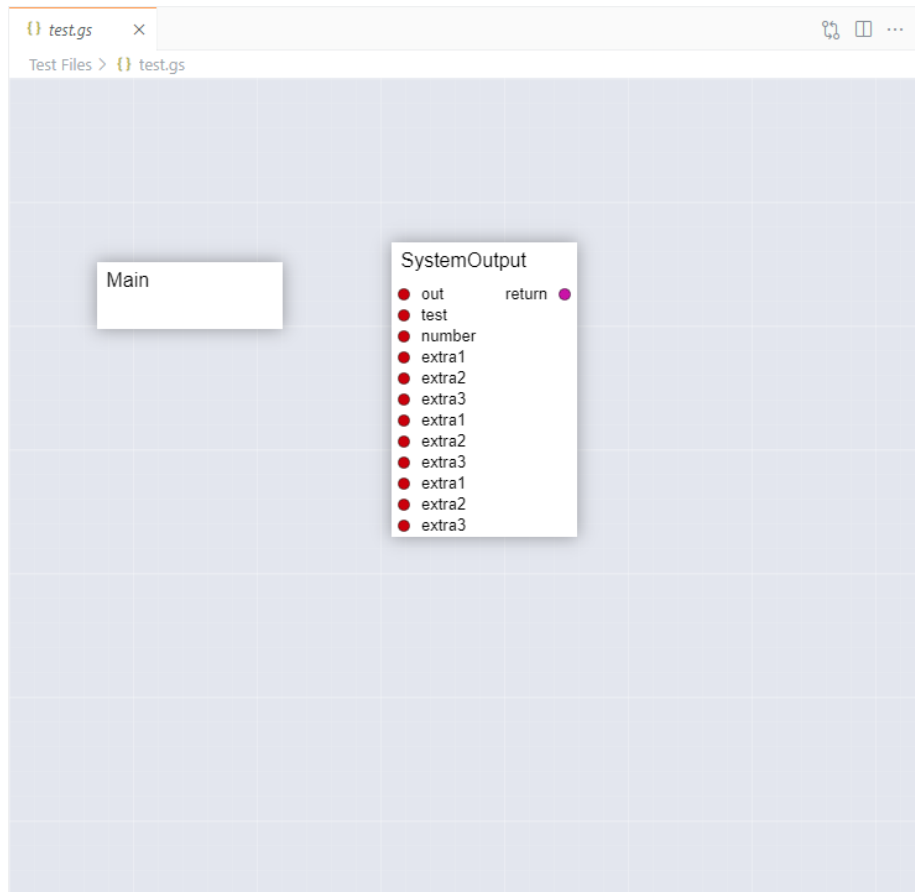 {} test.gs
Test Files > {} test.gs
Main
SystemOutput
out return
test
number
extra1
extra2
extra3
extra1
extra2
extra3
extra1
extra2
extra3